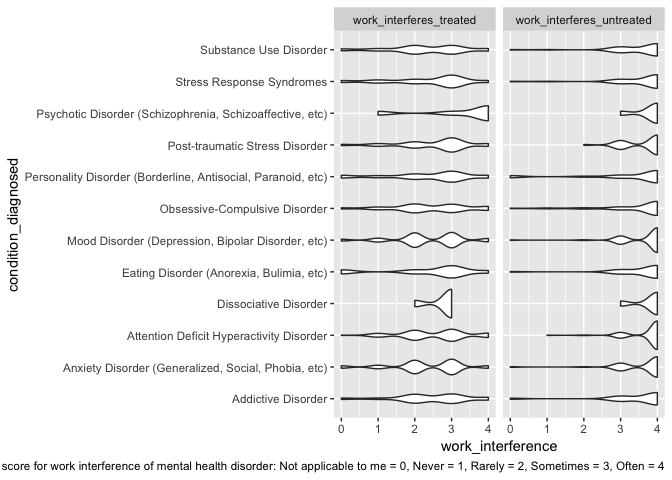 work_interferes_treated work_interferes_untreated
Substance Use Disorder
Stress Response Syndromes
Psychotic Disorder (Schizophrenia, Schizoaffective, etc)
Post-traumatic Stress Disorder
Personality Disorder (Borderline, Antisocial, Paranoid, etc)
Obsessive-Compulsive Disorder
Mood Disorder (Depression, Bipolar Disorder, etc)
Eating Disorder (Anorexia, Bulimia, etc)
Dissociative Disorder
Attention Deficit Hyperactivity Disorder
Anxiety Disorder (Generalized, Social, Phobia, etc)
Addictive Disorder
condition_diagnosed
0 1 2 3 4 0 1 2 3 4
work_interference
score for work interference of mental health disorder: Not applicable to me = 0, Never = 1, Rarely = 2, Sometimes = 3, Often = 4